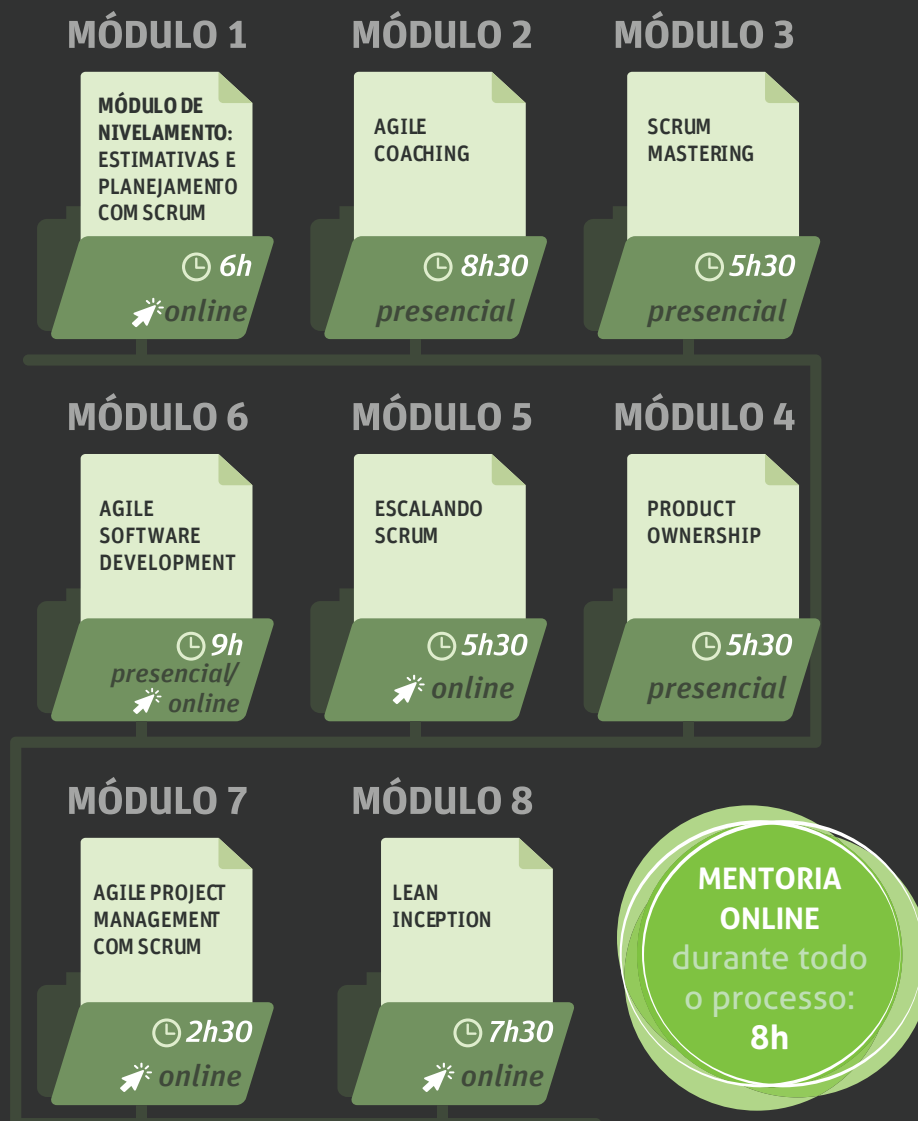 MÓDULO 1
MÓDULO DE
NIVELAMENTO:
ESTIMATIVAS E
PLANEJAMENTO
COM SCRUM
6h
online
MÓDULO 2
AGILE
COACHING
8h30
presencial
MÓDULO 3
SCRUM
MASTERING
5h30
presencial
MÓDULO 6
AGILE
SOFTWARE
DEVELOPMENT
9h
presencial/
online
MÓDULO 5
ESCALANDO
SCRUM
5h30
online
MÓDULO 4
PRODUCT
OWNERSHIP
5h30
presencial
MÓDULO 7
AGILE PROJECT
MANAGEMENT
COM SCRUM
2h30
online
MÓDULO 8
LEAN
INCEPTION
7h30
online
MENTORIA
ONLINE
durante todo
o processo:
8h